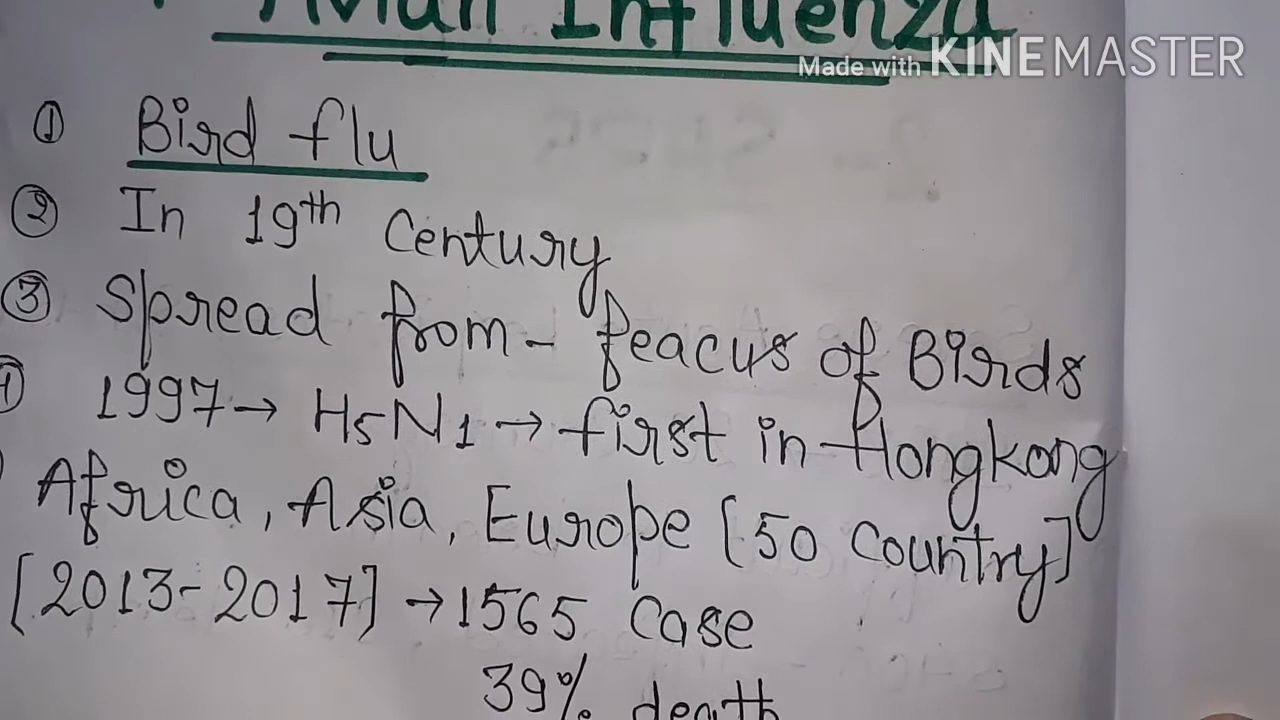 Avian Influenza
Made with KINEMASTER
① Bird flu
② In 19th Century
③ Spread from - feacus of Birds
1997 → H5N1 → first in Hongkong
Africa, Asia, Europe [50 Country]
[2013-2017] → 1565 Case
39% death